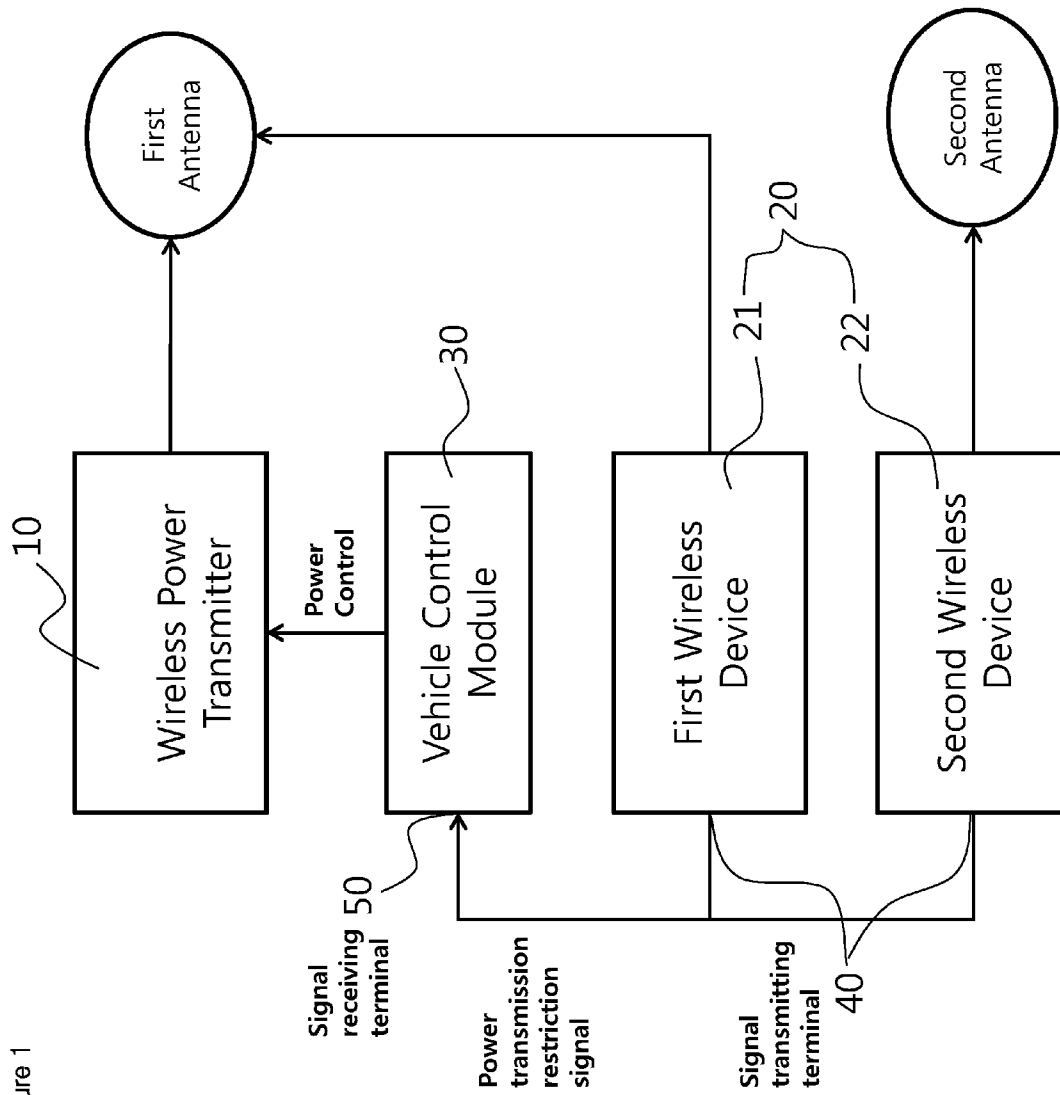 ure 1
10
Wireless Power
Transmitter
First
Antenna
Power
Control
30
Vehicle Control
Module
50
Signal
receiving
terminal
Power
transmission
restriction
signal
First Wireless
Device
21
20
22
Signal
transmitting
terminal
40
Second Wireless
Device
Second
Antenna